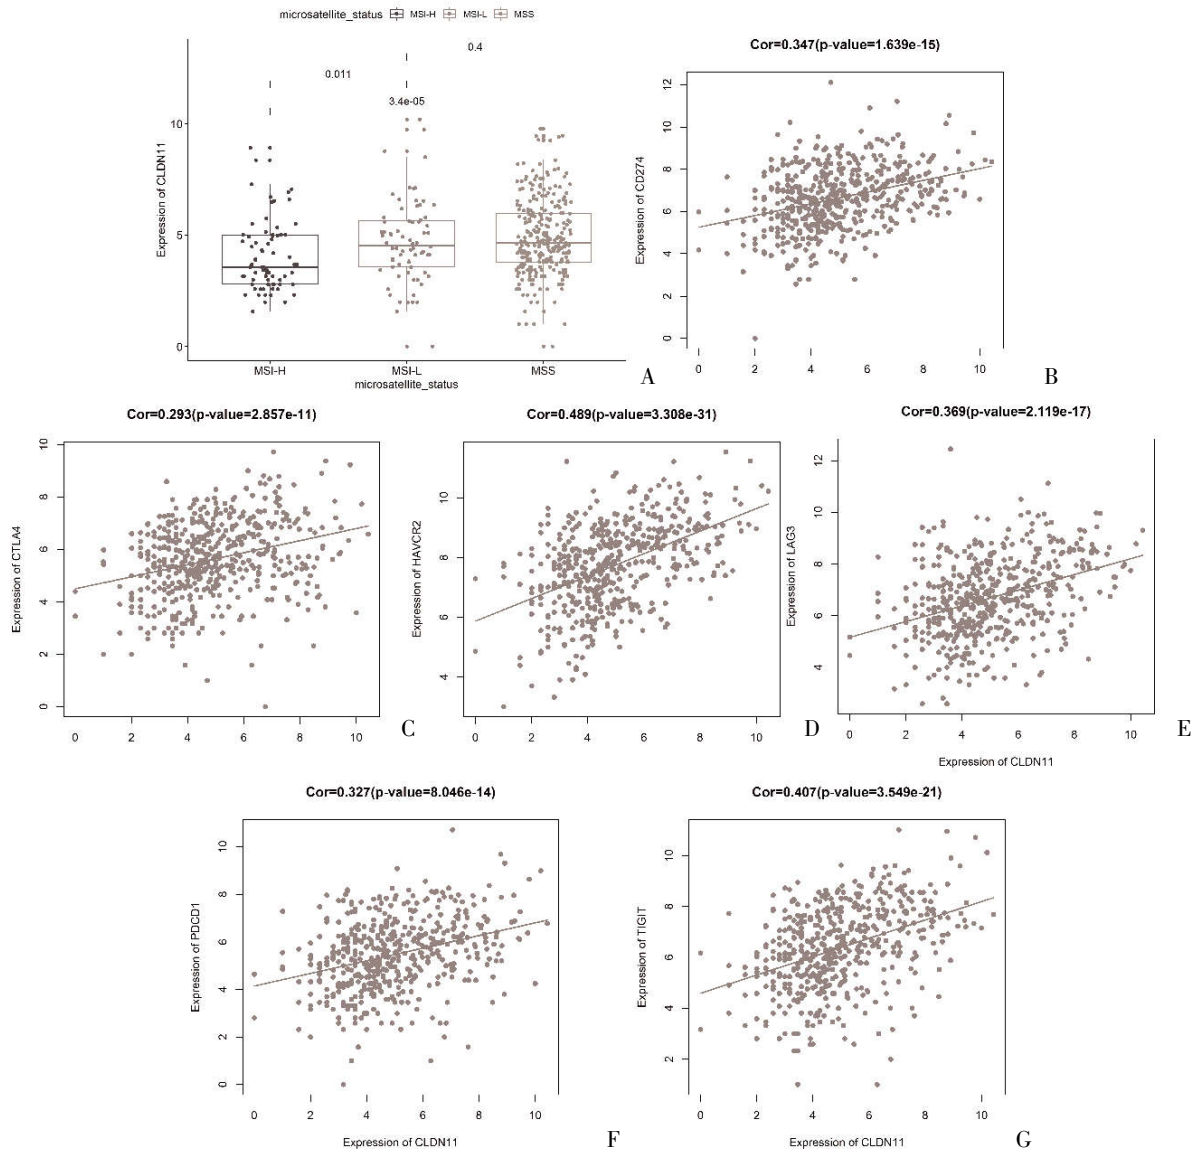 microsatellite_status MSI-H MSI-L MSS
0.4
0.011
3.4e-05
10
5
0
Expression of CLDN11
MSI-H MSI-L MSS
microsatellite_status
A
Cor=0.347(p-value=1.639e-15)
12
10
8
6
4
2
0
Expression of CD274
0 2 4 6 8 10
B
Cor=0.293(p-value=2.857e-11)
10
8
6
4
2
0
Expression of CTLA4
0 2 4 6 8 10
C
Cor=0.489(p-value=3.308e-31)
10
8
6
4
Expression of HAVCR2
0 2 4 6 8 10
D
Cor=0.369(p-value=2.119e-17)
12
10
8
6
4
Expression of LAG3
0 2 4 6 8 10
Expression of CLDN11
E
Cor=0.327(p-value=8.046e-14)
10
8
6
4
2
0
Expression of PDCD1
0 2 4 6 8 10
Expression of CLDN11
F
Cor=0.407(p-value=3.549e-21)
10
8
6
4
2
Expression of TIGIT
0 2 4 6 8 10
Expression of CLDN11
G